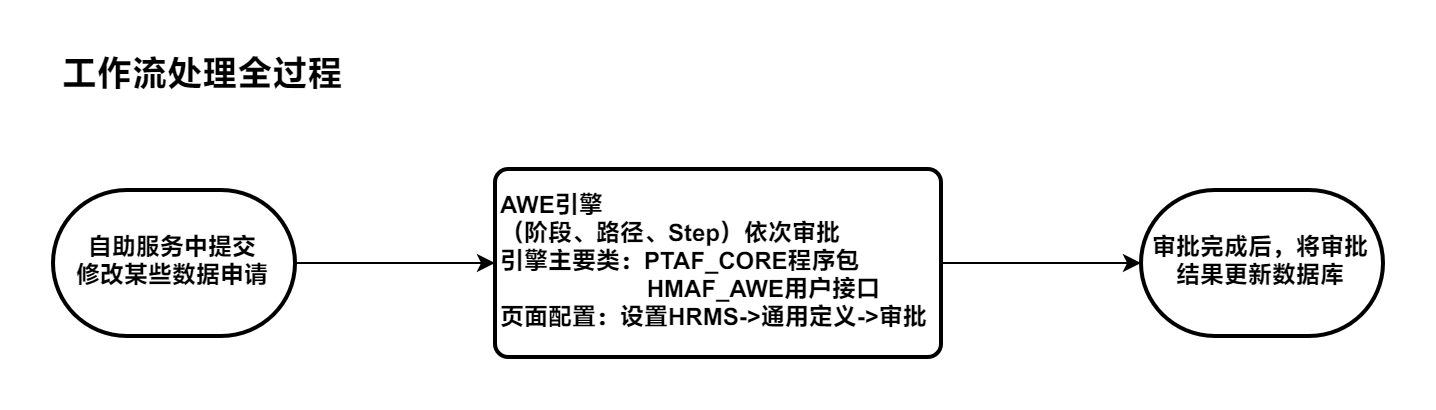 工作流处理全过程
自助服务中提交
修改某些数据申请
AWE引擎
（阶段、路径、Step）依次审批
引擎主要类：PTAF_CORE程序包
HMAF_AWE用户接口
页面配置：设置HRMS->通用定义->审批
审批完成后，将审批
结果更新数据库